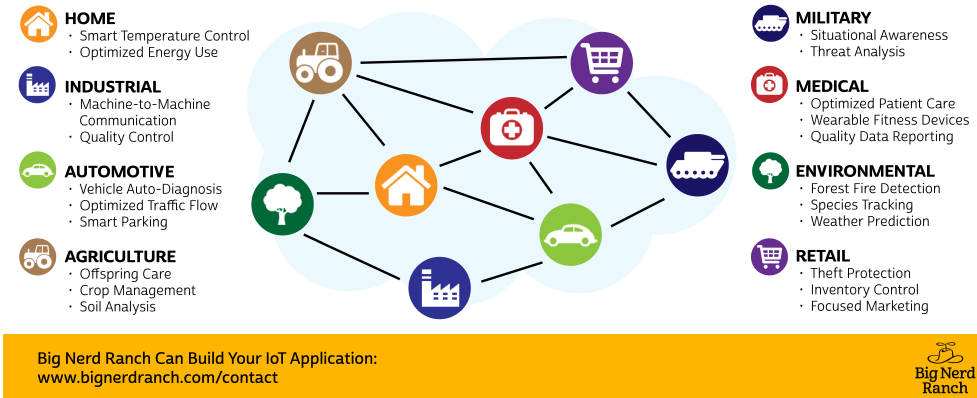 HOME
· Smart Temperature Control
· Optimized Energy Use
INDUSTRIAL
· Machine-to-Machine
Communication
· Quality Control
AUTOMOTIVE
· Vehicle Auto-Diagnosis
· Optimized Traffic Flow
· Smart Parking
AGRICULTURE
· Offspring Care
· Crop Management
· Soil Analysis
MILITARY
· Situational Awareness
· Threat Analysis
MEDICAL
· Optimized Patient Care
· Wearable Fitness Devices
· Quality Data Reporting
ENVIRONMENTAL
· Forest Fire Detection
· Species Tracking
· Weather Prediction
RETAIL
· Theft Protection
· Inventory Control
· Focused Marketing
Big Nerd Ranch Can Build Your IoT Application:
www.bignerdranch.com/contact
Big Nerd
Ranch